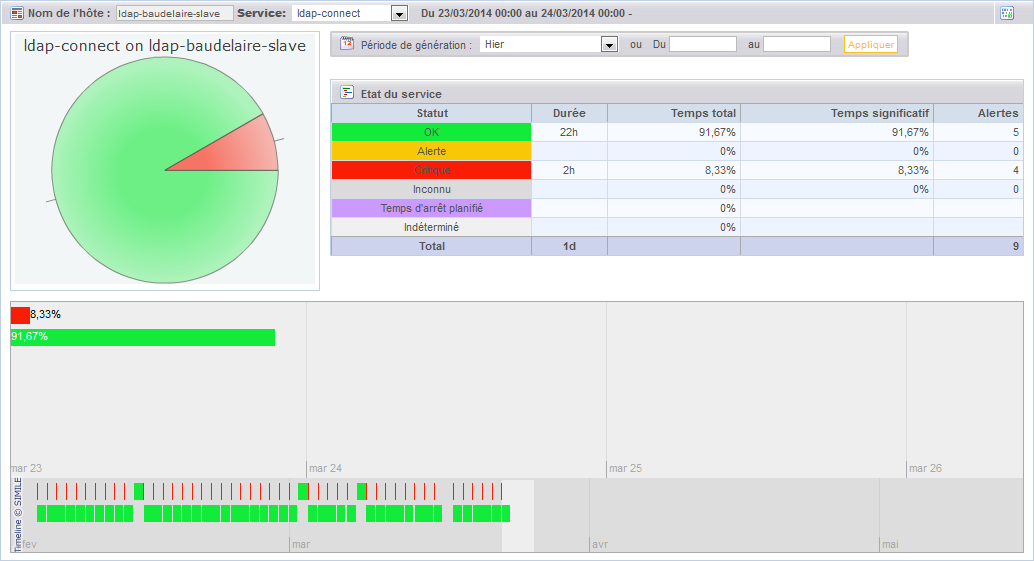 Nom de l'hôte : ldap-baudelaire-slave Service: ldap-connect Du 23/03/2014 00:00 au 24/03/2014 00:00 -
ldap-connect on ldap-baudelaire-slave
12 Période de génération : Hier ou Du au Appliquer
Etat du service
Statut Durée Temps total Temps significatif Alertes
OK 22h 91,67% 91,67% 5
Alerte 0% 0% 0
Critique 2h 8,33% 8,33% 4
Inconnu 0% 0% 0
Temps d'arrêt planifié 0%
Indéterminé 0%
Total 1d 9
8,33%
91,67%
mar 23 mar 24 mar 25 mar 26
Timeline © SIMILE
fev mar avr mai